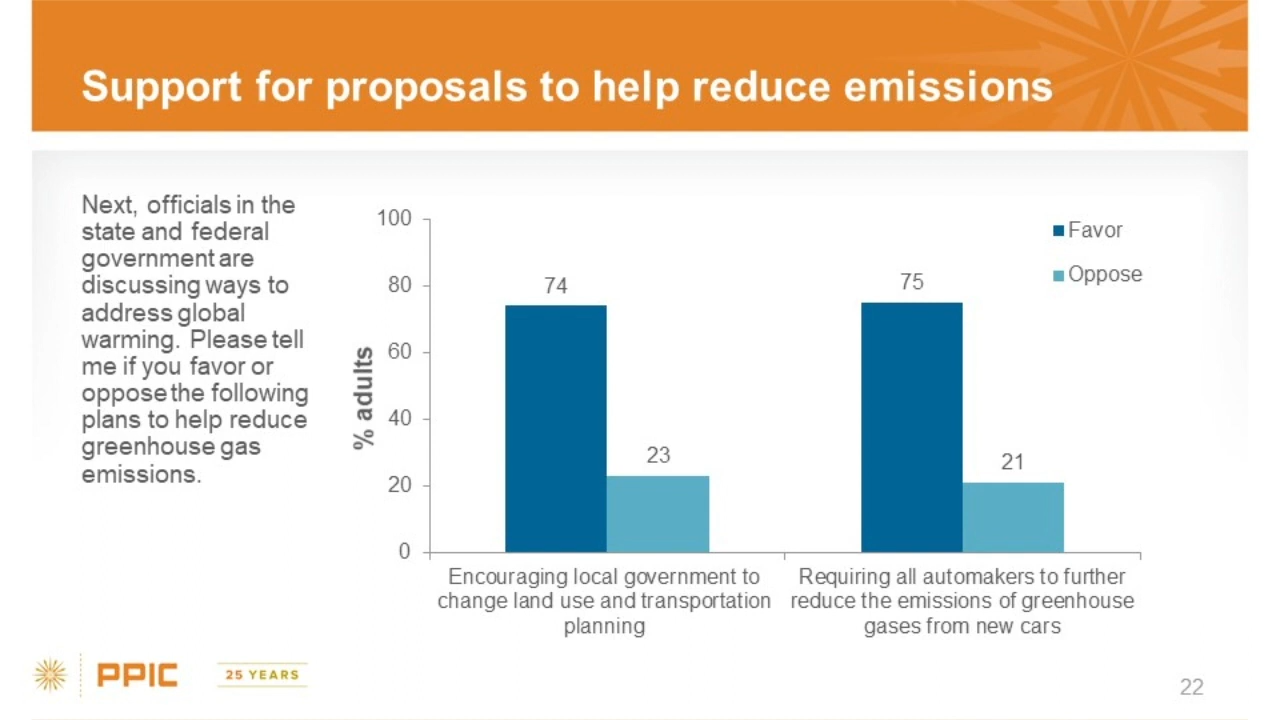 Support for proposals to help reduce emissions
Next, officials in the
state and federal
government are
discussing ways to
address global
warming. Please tell
me if you favor or
oppose the following
plans to help reduce
greenhouse gas
emissions.
% adults
100
80
60
40
20
0
74
23
75
21
Favor
Oppose
Encouraging local government to
change land use and transportation
planning
Requiring all automakers to further
reduce the emissions of greenhouse
gases from new cars
PPIC
25 YEARS
22